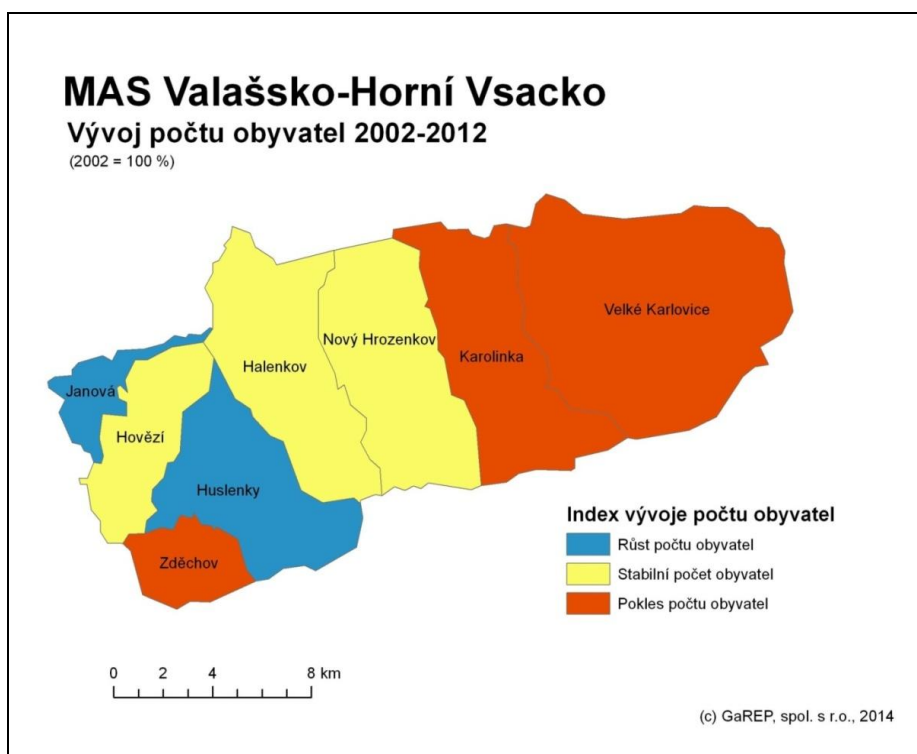 MAS Valašsko-Horní Vsacko
Vývoj počtu obyvatel 2002-2012
(2002 = 100 %)
Velké Karlovice
Nový Hrozenkov
Karolinka
Halenkov
Janová
Hovězí
Huslenky
Zděchov
Index vývoje počtu obyvatel
Růst počtu obyvatel
Stabilní počet obyvatel
Pokles počtu obyvatel
0 2 4 8 km
(c) GaREP, spol. s r.o., 2014